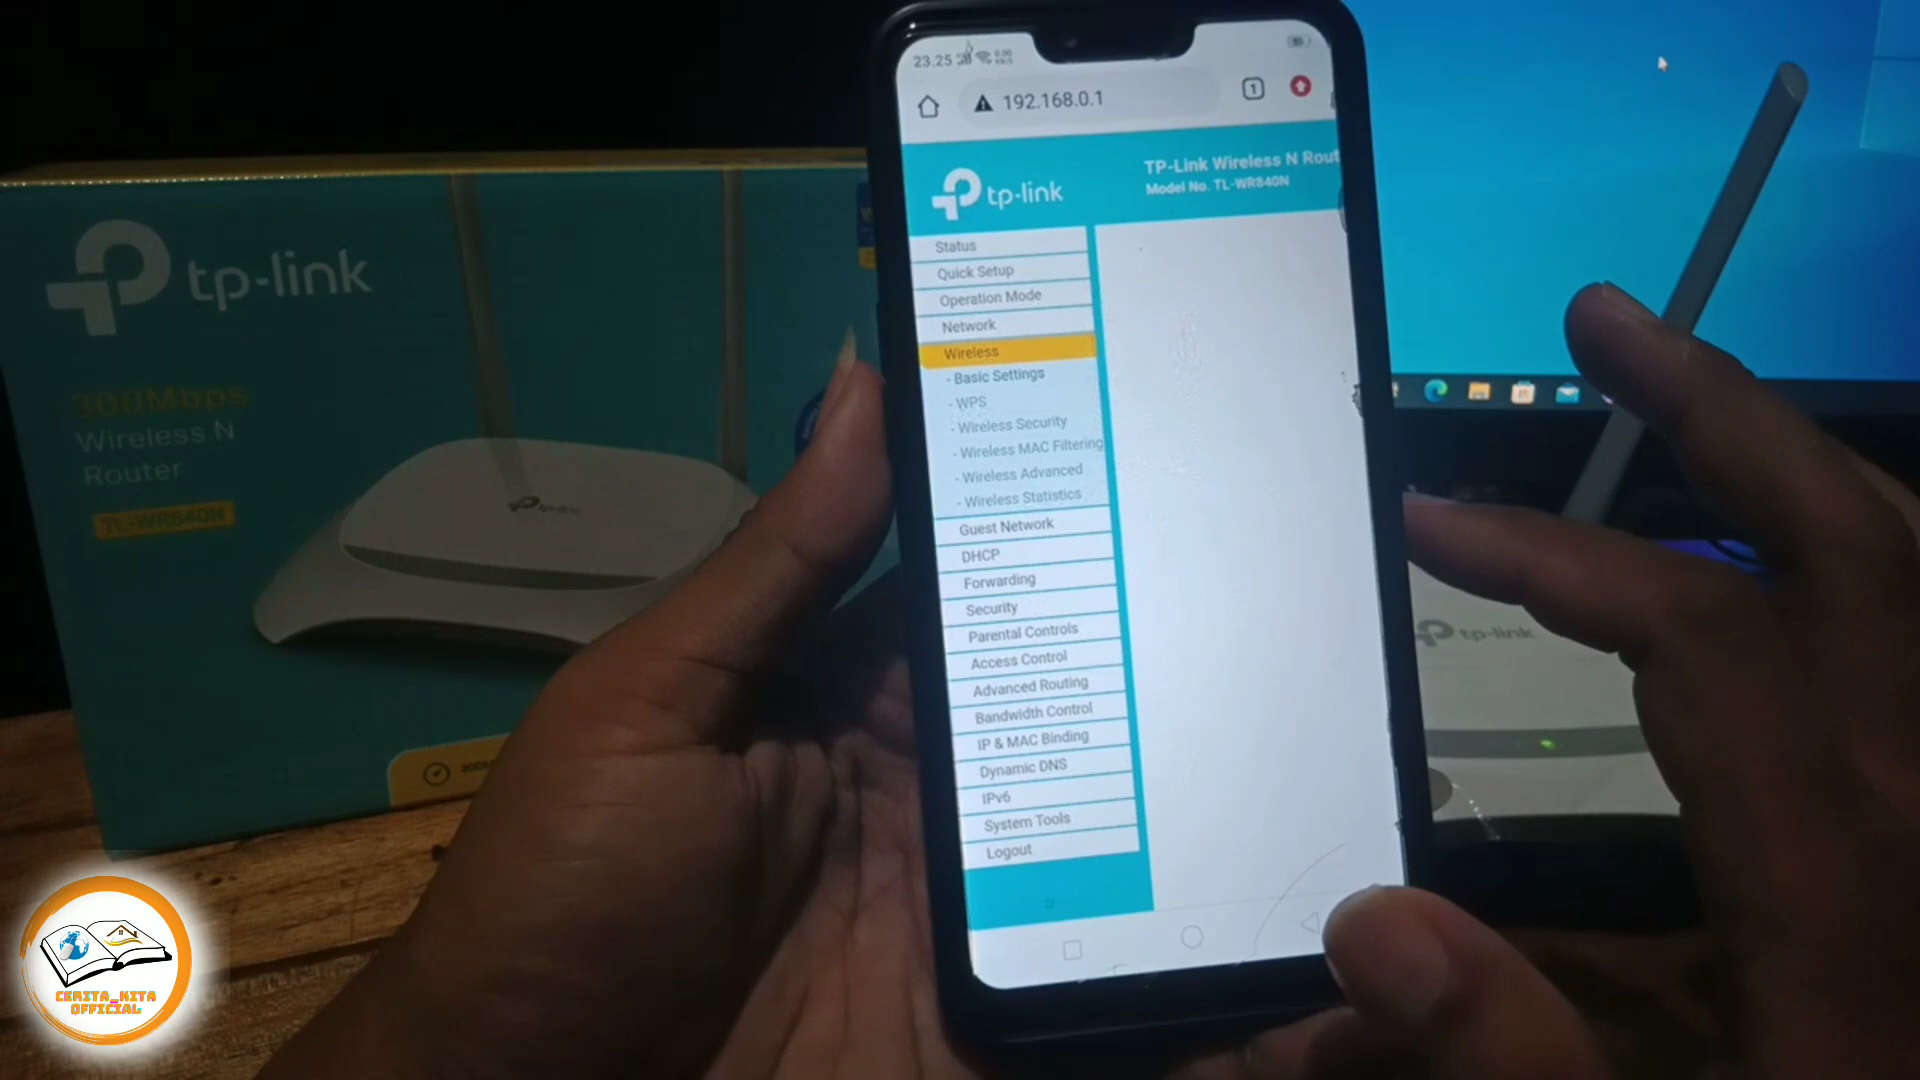 tp-link
300Mbps
Wireless N
Router
TL-WR840N
tp-link
23.25
192.168.0.1
1
tp-link
TP-Link Wireless N Rout
Model No. TL-WR840N
Status
Quick Setup
Operation Mode
Network
Wireless
- Basic Settings
- WPS
- Wireless Security
- Wireless MAC Filtering
- Wireless Advanced
- Wireless Statistics
Guest Network
DHCP
Forwarding
Security
Parental Controls
Access Control
Advanced Routing
Bandwidth Control
IP & MAC Binding
Dynamic DNS
IPv6
System Tools
Logout
tp-link
CERITA_KITA
OFFICIAL